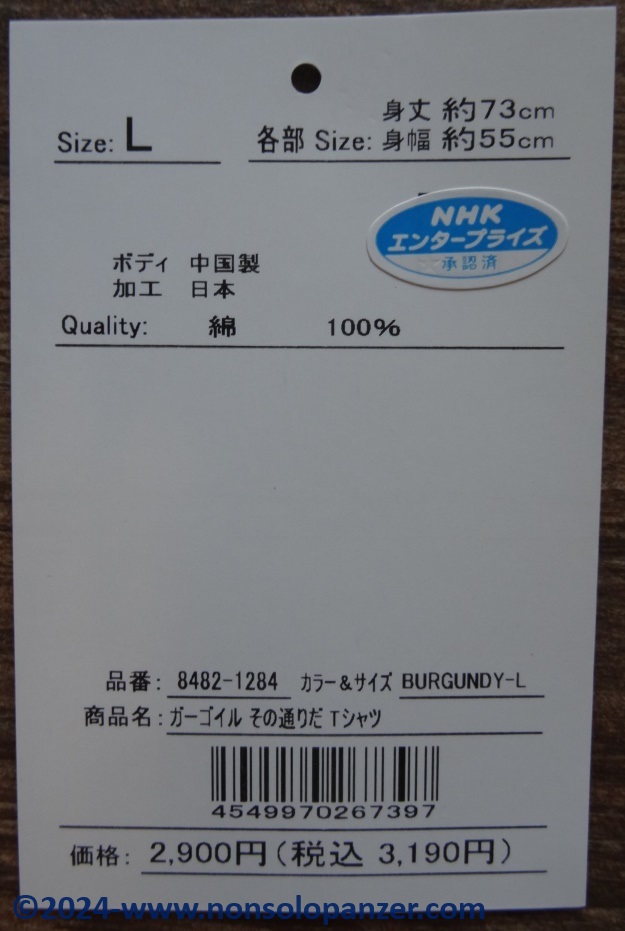 身丈 約73cm
Size: L 各部 Size: 身幅 約55cm
NHK
エンタープライズ
承認済
ボディ 中国製
加工 日本
Quality: 綿 100%
品番: 8482-1284 カラー&サイズ BURGUNDY-L
商品名: ガーゴイル その通りだ Tシャツ
4549970267397
価格: 2,900円(税込 3,190円)
©2024-www.nonsolopanzer.com